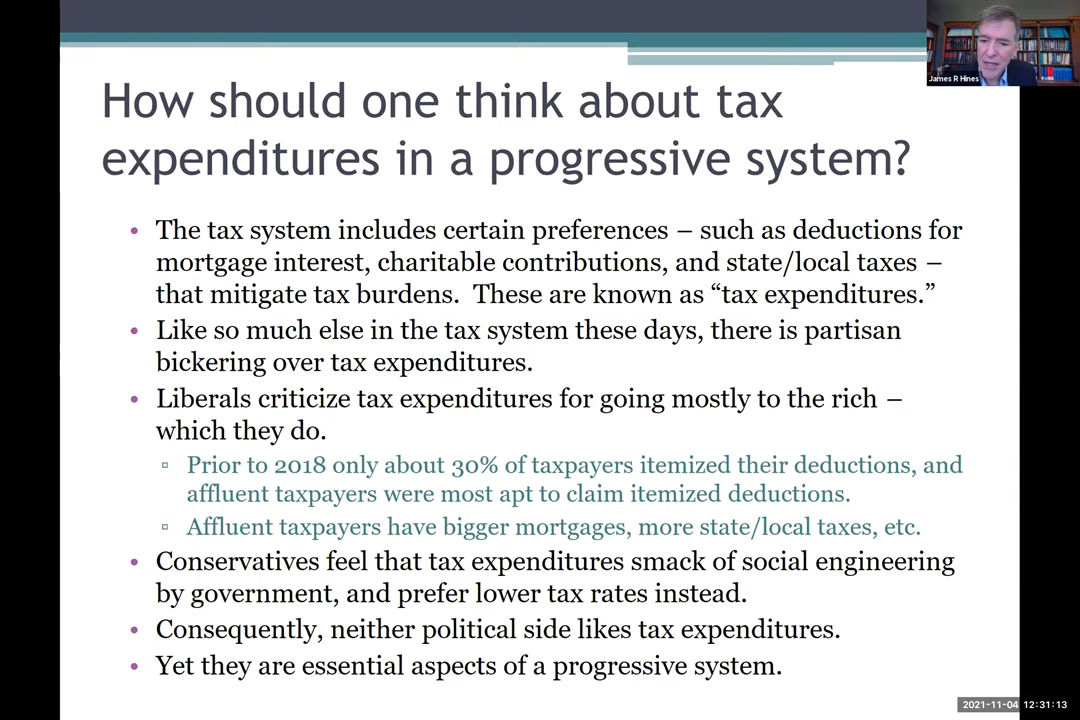 James R Hines
How should one think about tax
expenditures in a progressive system?
• The tax system includes certain preferences – such as deductions for
mortgage interest, charitable contributions, and state/local taxes –
that mitigate tax burdens.  These are known as “tax expenditures.”
• Like so much else in the tax system these days, there is partisan
bickering over tax expenditures.
• Liberals criticize tax expenditures for going mostly to the rich –
which they do.
▫ Prior to 2018 only about 30% of taxpayers itemized their deductions, and
affluent taxpayers were most apt to claim itemized deductions.
▫ Affluent taxpayers have bigger mortgages, more state/local taxes, etc.
• Conservatives feel that tax expenditures smack of social engineering
by government, and prefer lower tax rates instead.
• Consequently, neither political side likes tax expenditures.
• Yet they are essential aspects of a progressive system.
2021-11-04 12:31:13